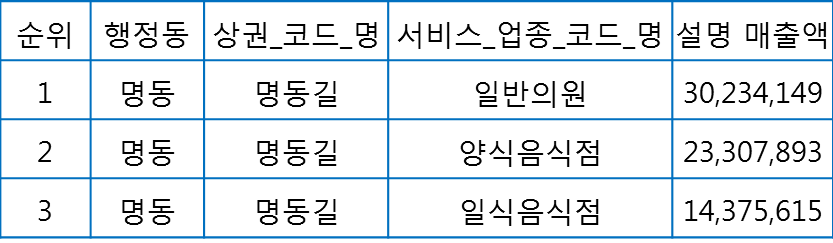 순위 행정동 상권_코드_명 서비스_업종_코드_명 설명 매출액
1 명동 명동길 일반의원 30,234,149
2 명동 명동길 양식음식점 23,307,893
3 명동 명동길 일식음식점 14,375,615